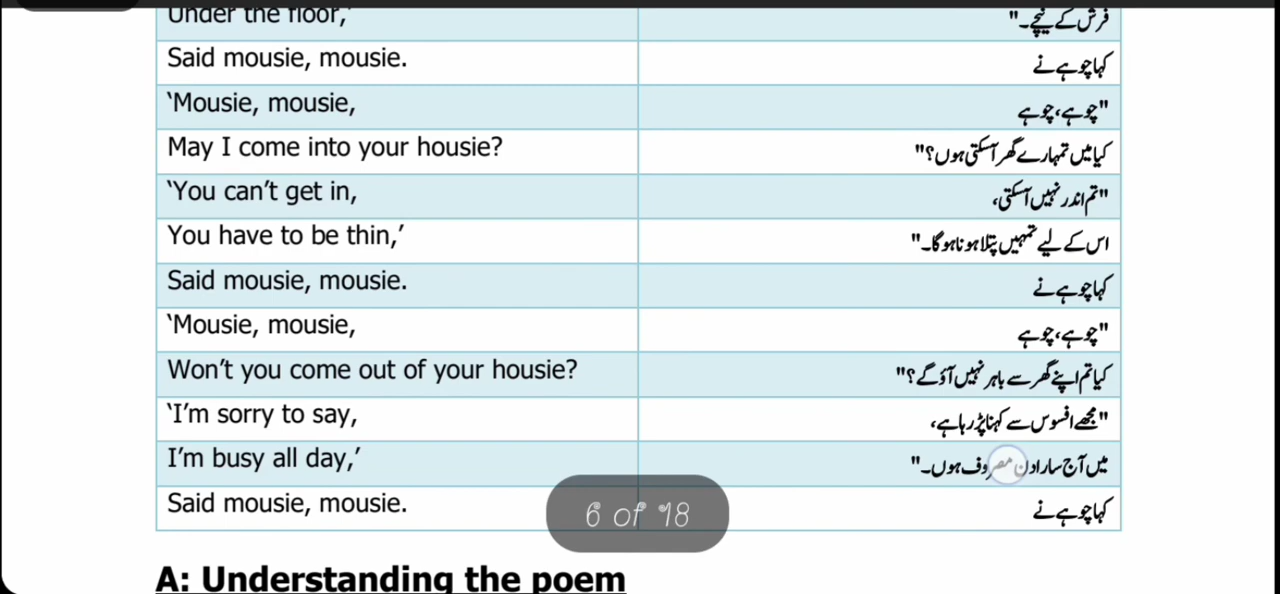 Under the floor,’
فرش کے نیچے۔"
Said mousie, mousie.
کہا چوہے نے
‘Mousie, mousie,
"چوہے، چوہے
May I come into your housie?
کیا میں تمہارے گھر آ سکتی ہوں؟"
‘You can’t get in,
"تم اندر نہیں آ سکتی،
You have to be thin,’
اس کے لیے تمہیں پتلا ہونا ہو گا۔"
Said mousie, mousie.
کہا چوہے نے
‘Mousie, mousie,
"چوہے، چوہے
Won’t you come out of your housie?
کیا تم اپنے گھر سے باہر نہیں آؤ گے؟"
‘I’m sorry to say,
"مجھے افسوس سے کہنا پڑ رہا ہے،
I’m busy all day,’
میں آج سارا دن مصروف ہوں۔"
Said mousie, mousie.
کہا چوہے نے
6 of 18
A: Understanding the poem